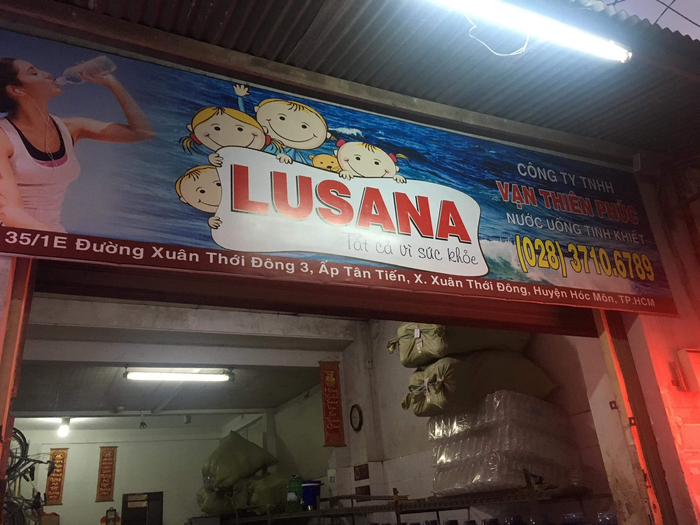 LUSANA
Tất cả vì sức khỏe
CÔNG TY TNHH
VẠN THIÊN PHÚC
NƯỚC UỐNG TINH KHIẾT
(028) 3710.6789
35/1E Đường Xuân Thới Đông 3, Ấp Tân Tiến, X. Xuân Thới Đông, Huyện Hóc Môn, TP.HCM